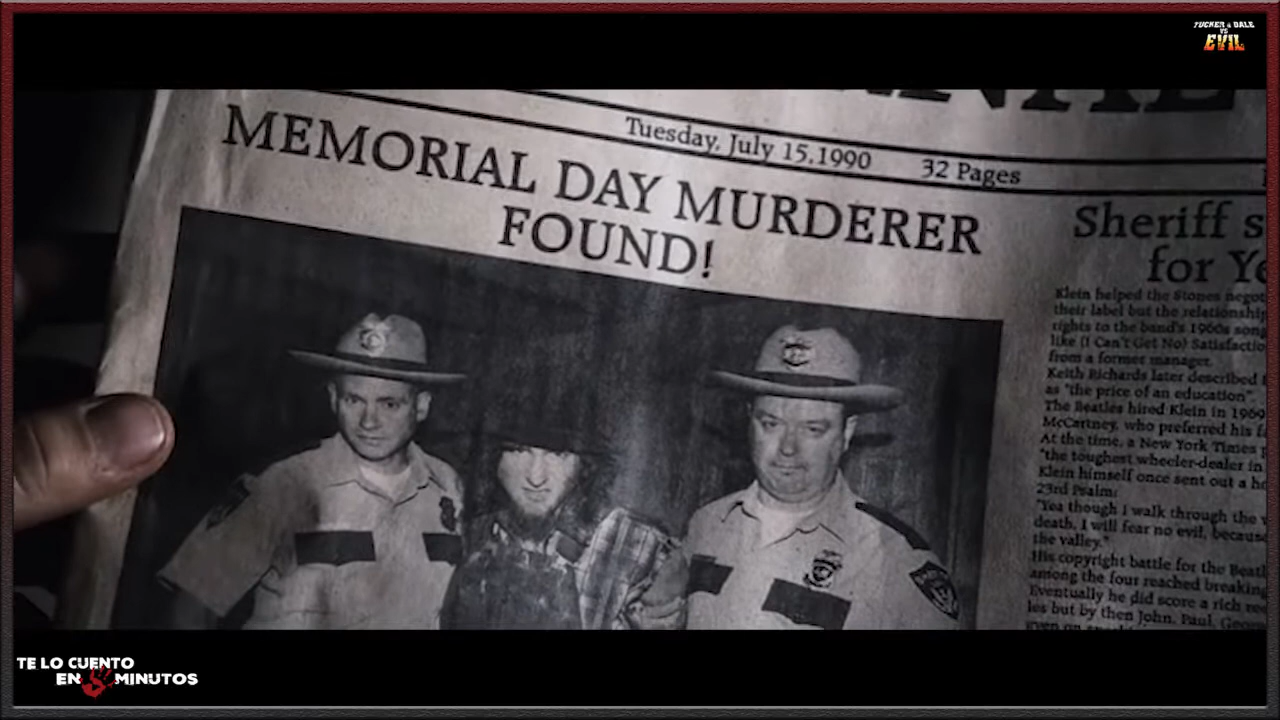 TUCKER & DALE
VS
EVIL
Tuesday, July 15,1990 32 Pages
MEMORIAL DAY MURDERER
FOUND!
Sheriff
for
Klein helped the Stones
their label but the relationship
rights to the band's 1960s
like (I Can't Get No)
from a former manager.
Keith Richards later described
as "the price of an education".
The Beatles hired Klein in 1969
McCartney, who preferred his
At the time, a New York Times
"the toughest wheeler-dealer in
Klein himself once sent out a
23rd Psalm:
"Yea though I walk through the
death, I will fear no evil,
the valley."
His copyright battle for the
among the four reached breaking
Eventually he did score a rich
but by then John, Paul,
TE LO CUENTO
EN 5 MINUTOS